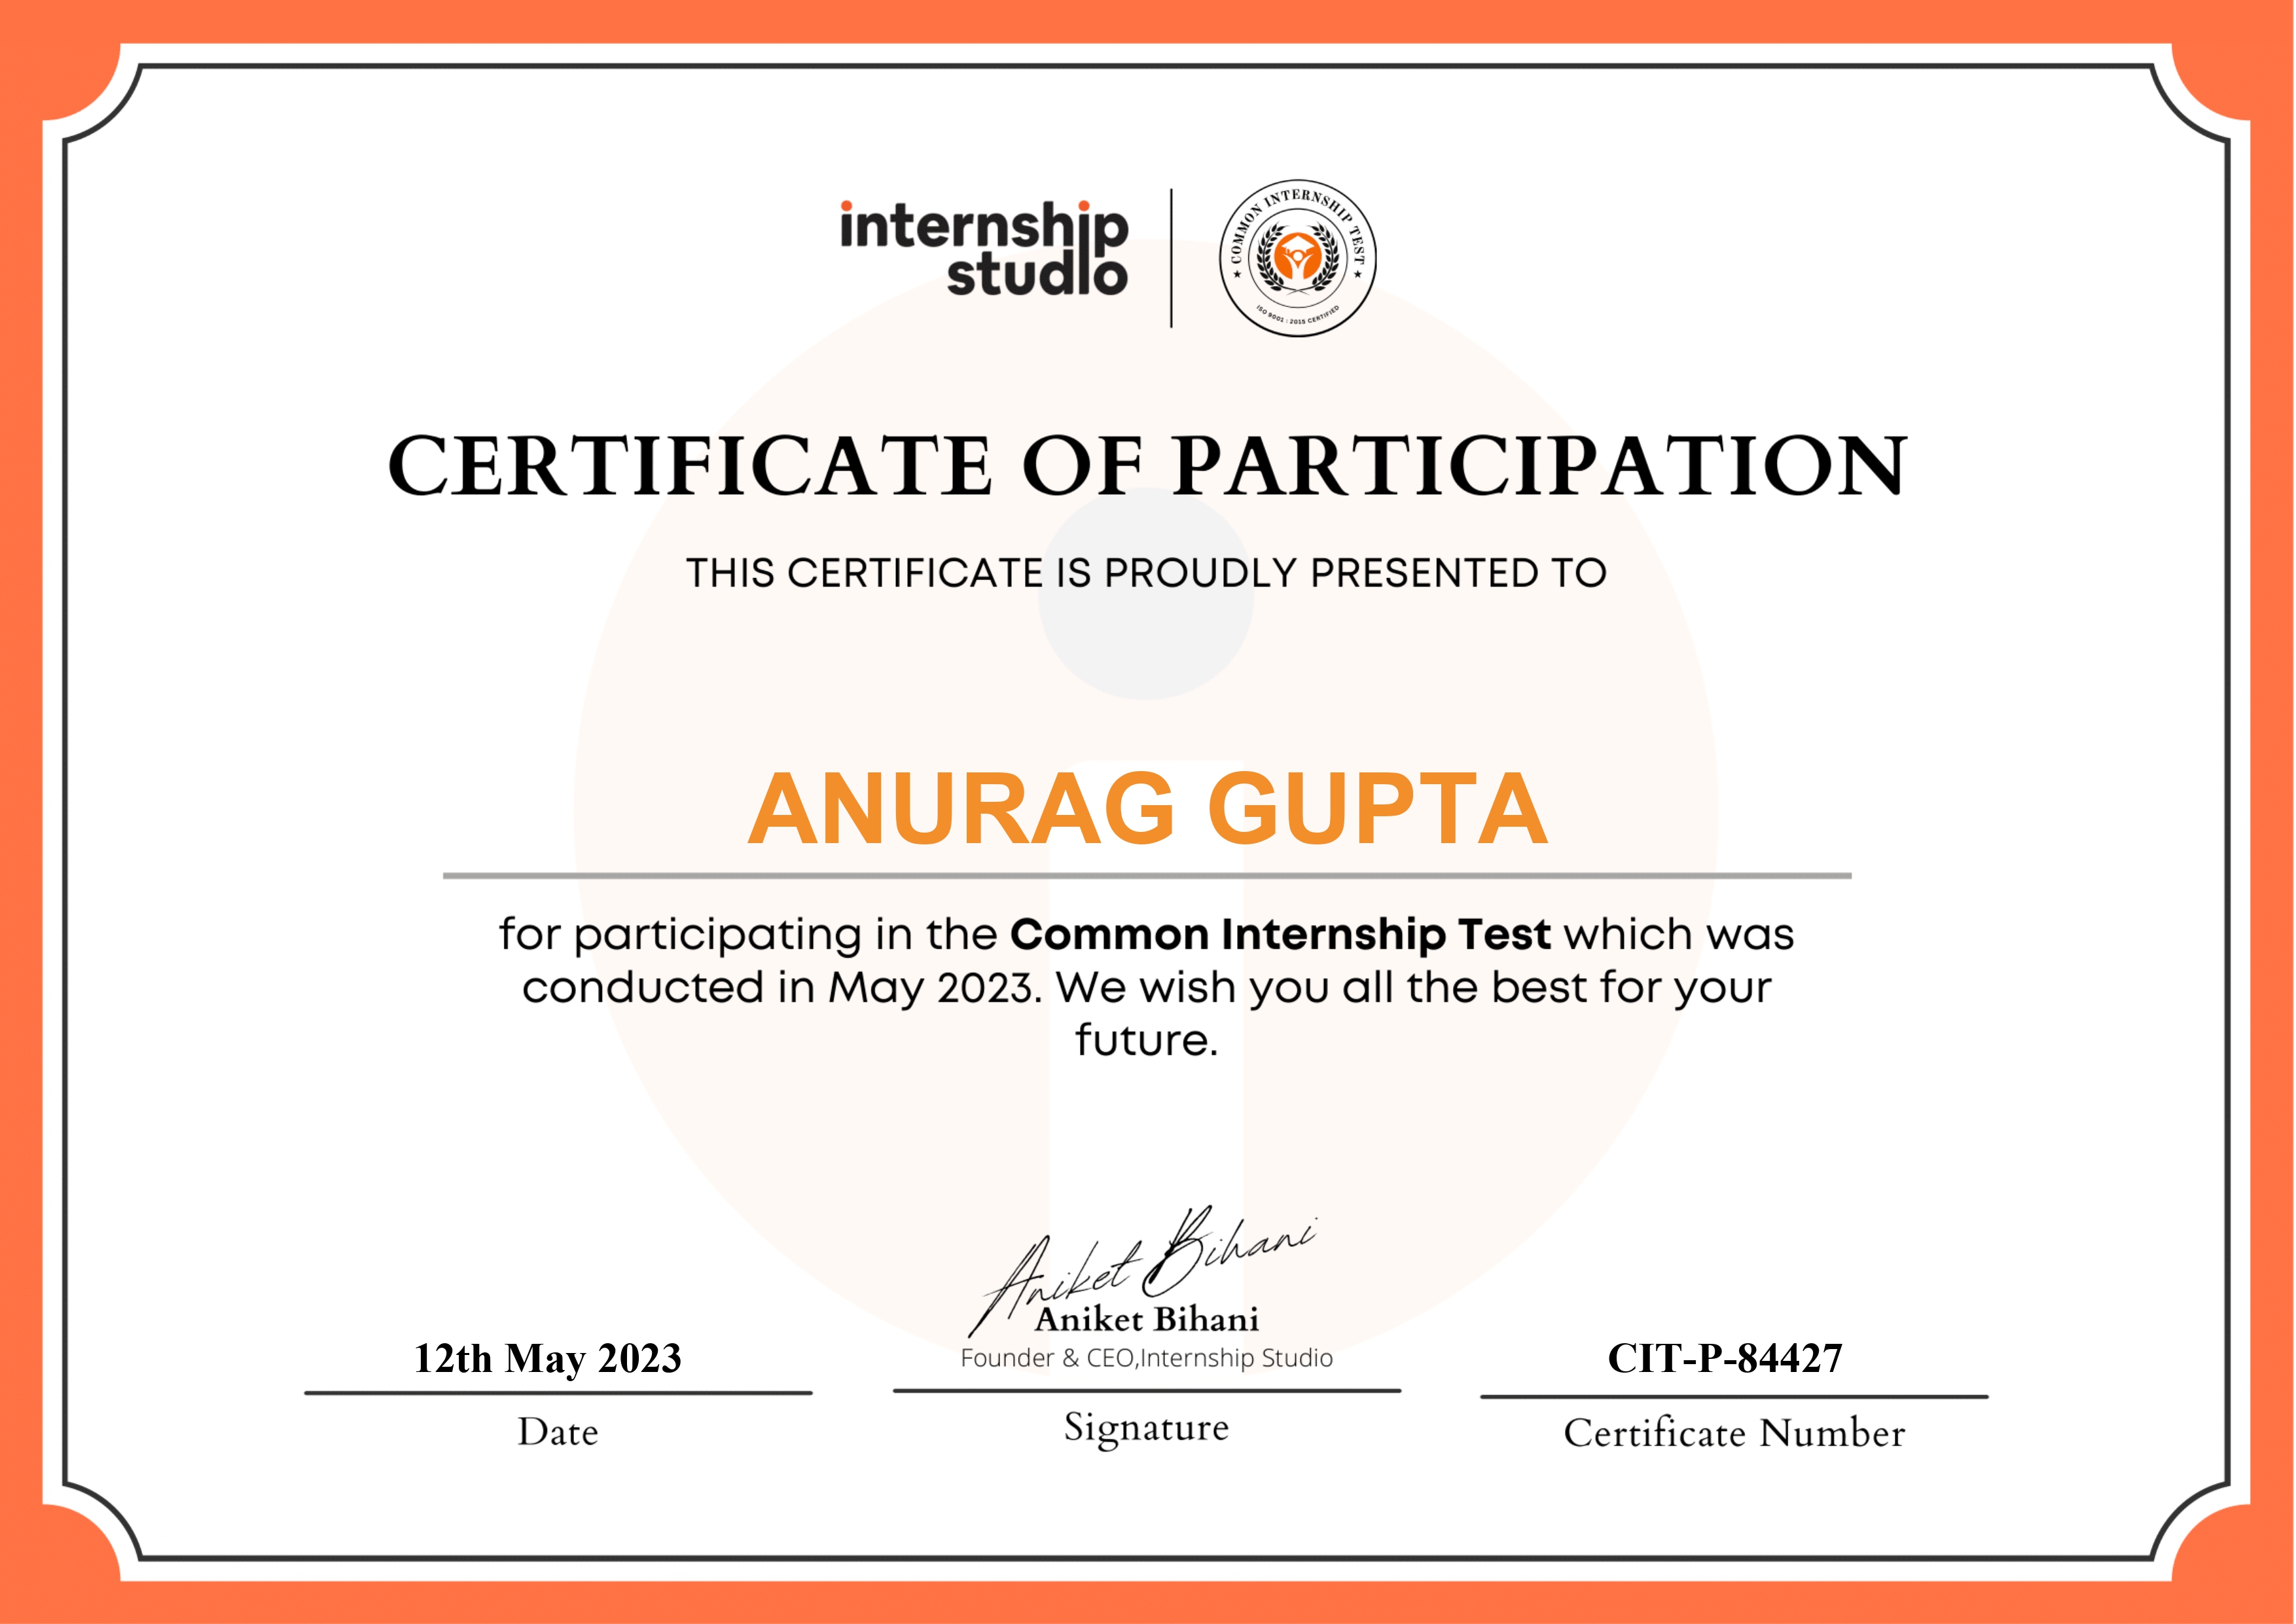 internship
studio
COMMON INTERNSHIP TEST
ISO 9001 : 2015 CERTIFIED
CERTIFICATE OF PARTICIPATION
THIS CERTIFICATE IS PROUDLY PRESENTED TO
ANURAG GUPTA
for participating in the Common Internship Test which was
conducted in May 2023. We wish you all the best for your
future.
Aniket Bihani
Aniket Bihani
Founder & CEO,Internship Studio
12th May 2023
CIT-P-84427
Date
Signature
Certificate Number